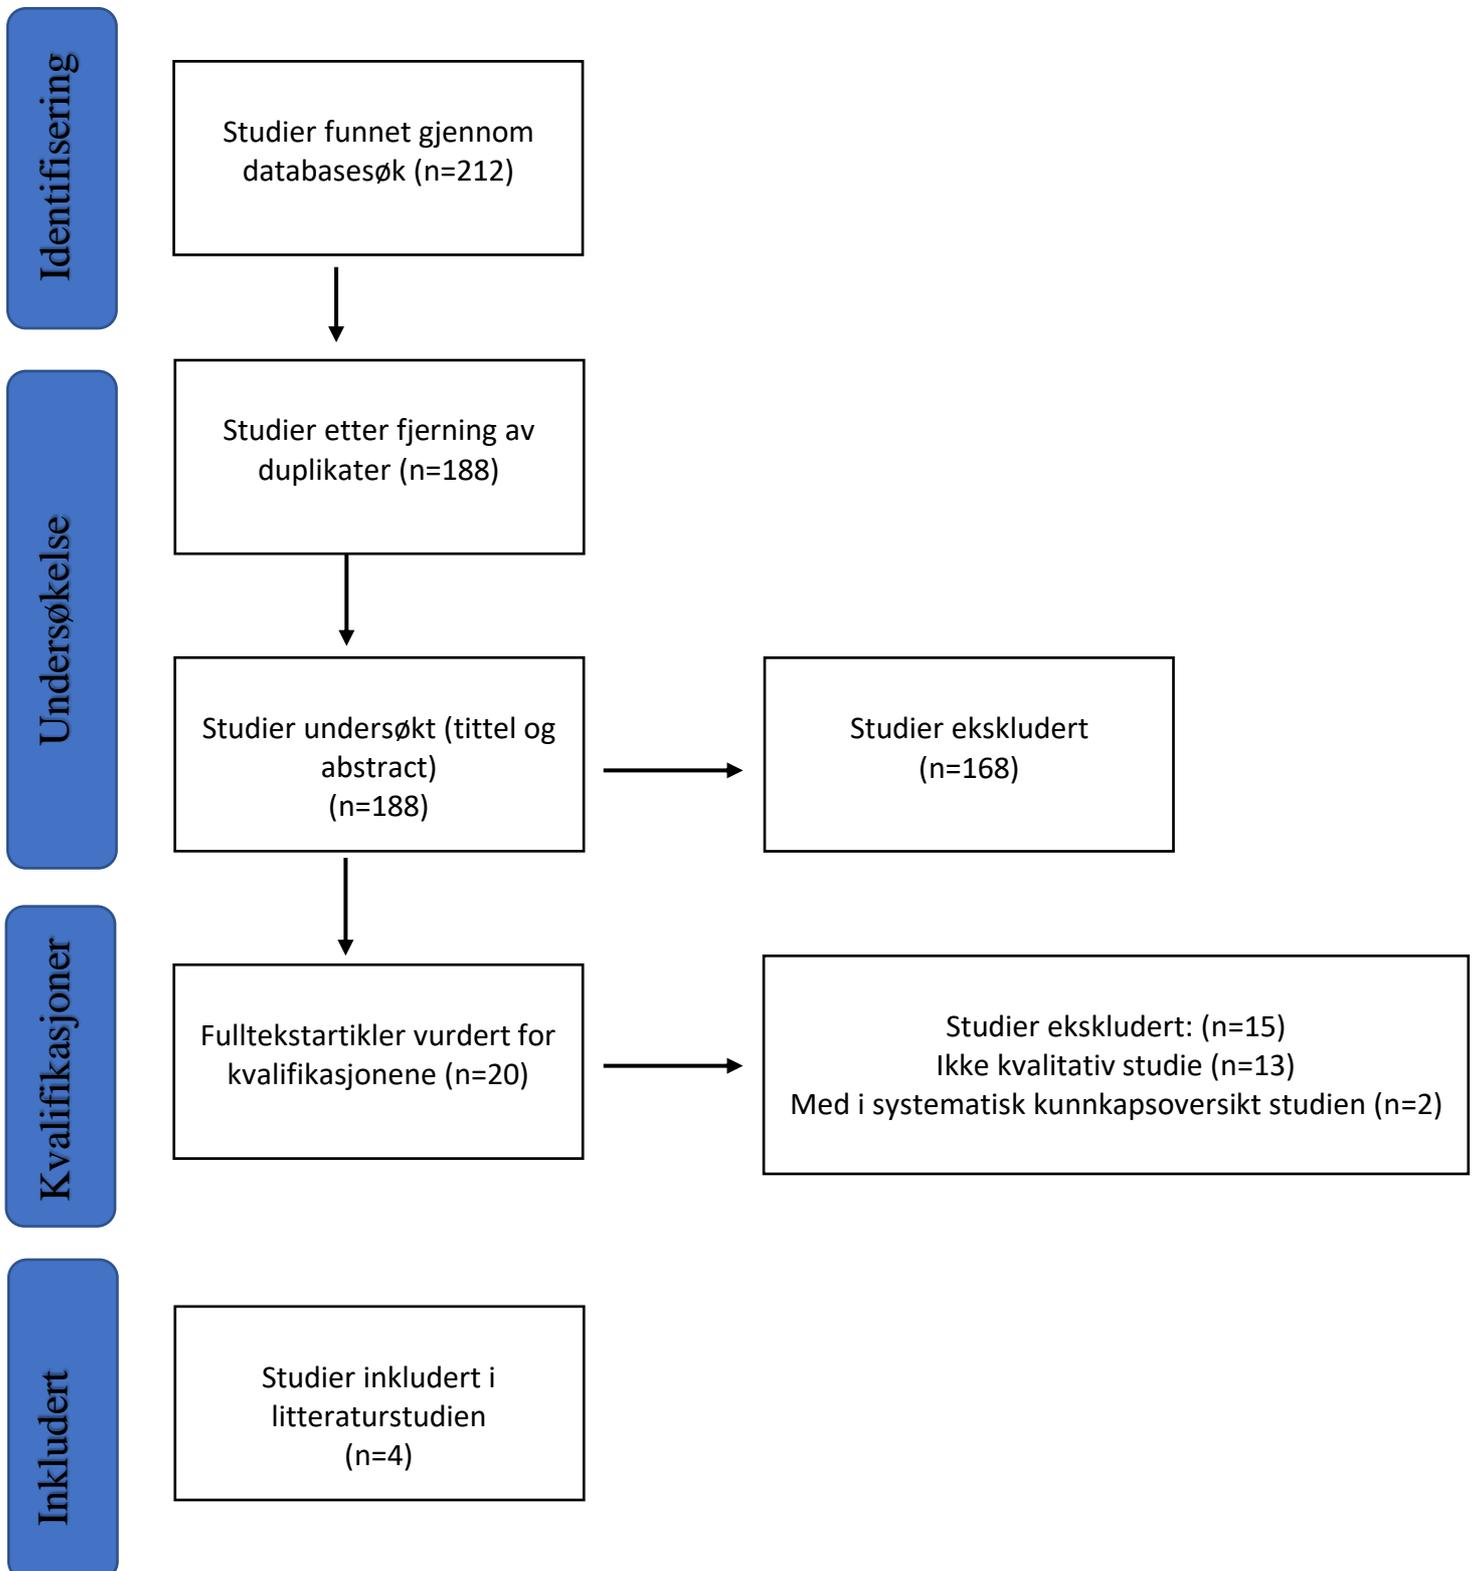 Identifisering
Studier funnet gjennom
databasesøk (n=212)
Undersøkelse
Studier etter fjerning av
duplikater (n=188)
Studier undersøkt (tittel og
abstract)
(n=188)
Studier ekskludert
(n=168)
Kvalifikasjoner
Fulltekstartikler vurdert for
kvalifikasjonene (n=20)
Studier ekskludert: (n=15)
Ikke kvalitativ studie (n=13)
Med i systematisk kunnkapsoversikt studien (n=2)
Inkludert
Studier inkludert i
litteraturstudien
(n=4)